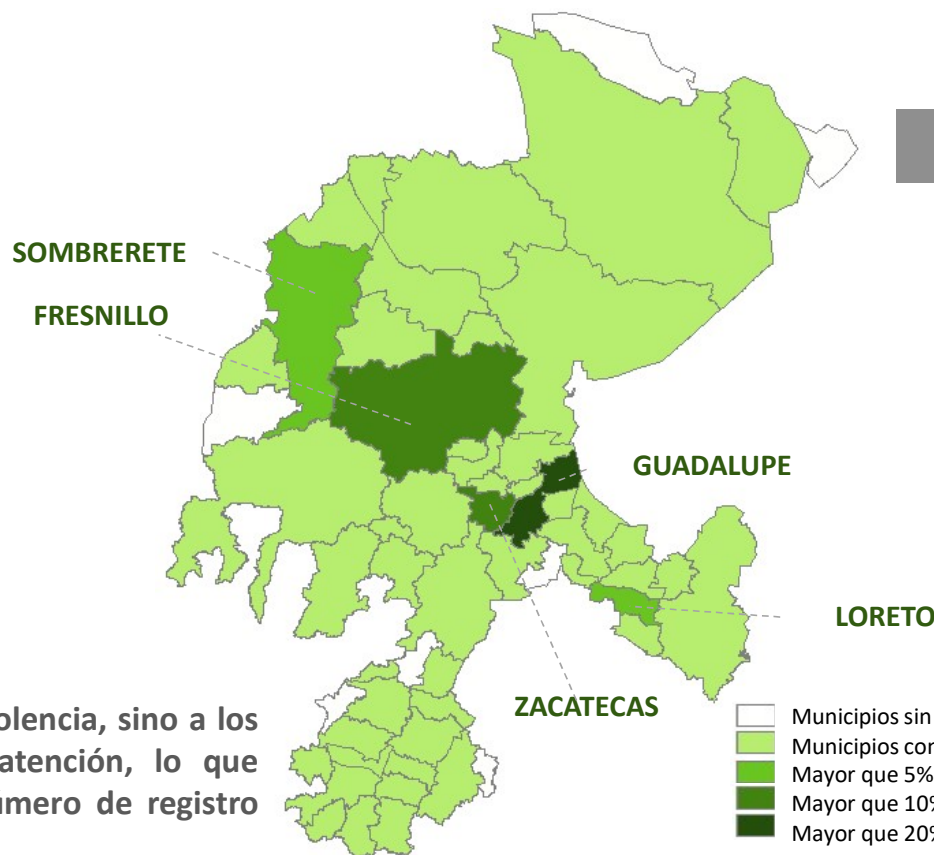 SOMBRERETE
FRESNILLO
GUADALUPE
LORETO
ZACATECAS
olencia, sino a los
atención, lo que
úmero de registro
Municipios sin
Municipios con
Mayor que 5%
Mayor que 10%
Mayor que 20%